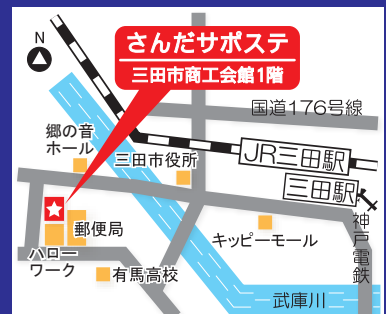 さんだサポステ
三田市商工会館1階
N
国道176号線
郷の音
ホール
三田市役所
JR三田駅
三田駅
郵便局
ハロー
ワーク
キッピーモール
神戸電鉄
有馬高校
武庫川